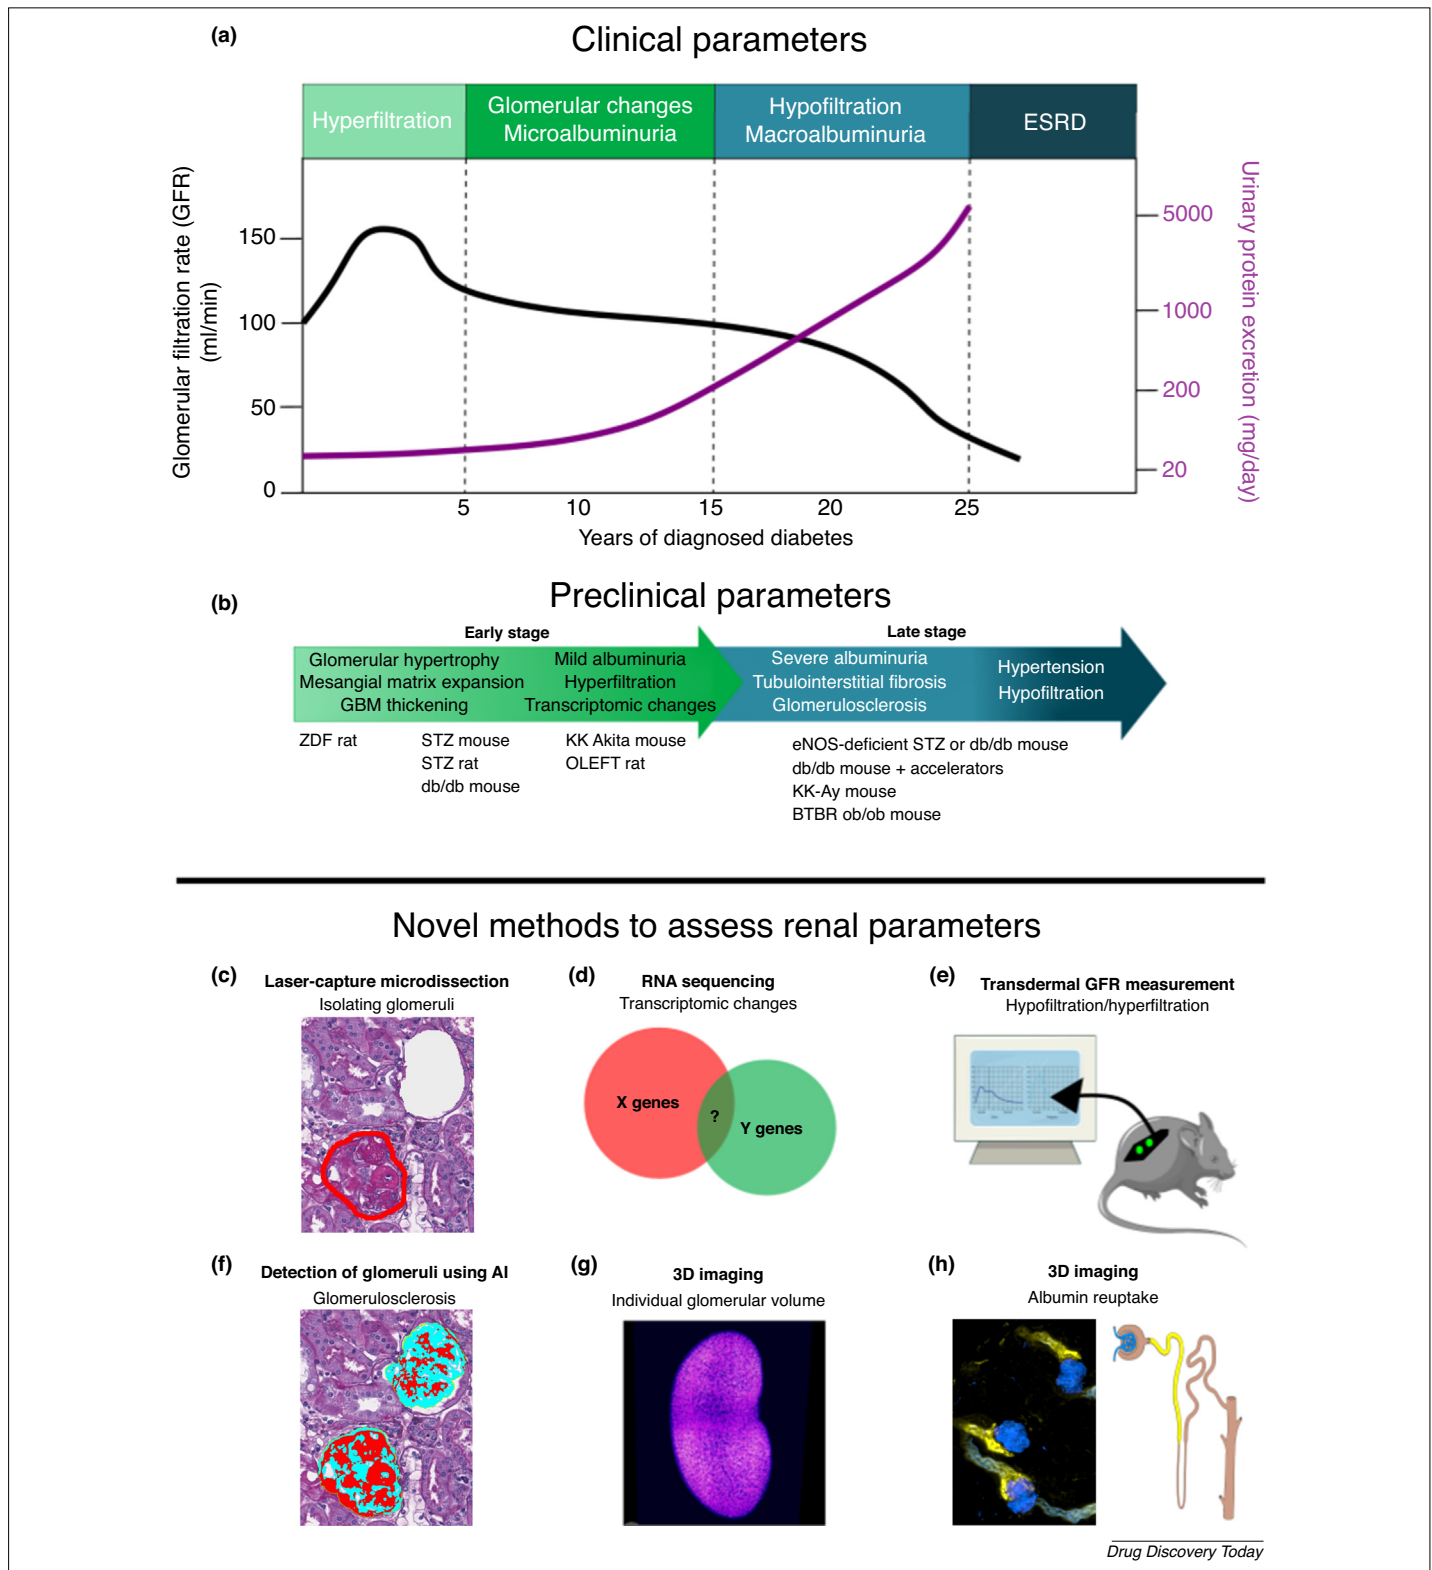 (a)
Clinical parameters
Hyperfiltration
Glomerular changes
Microalbuminuria
Hypofiltration
Macroalbuminuria
ESRD
Glomerular filtration rate (GFR)
(ml/min)
150
100
50
0
5000
1000
200
20
Urinary protein excretion (mg/day)
5
10
15
20
25
Years of diagnosed diabetes
(b)
Preclinical parameters
Early stage
Late stage
Glomerular hypertrophy
Mesangial matrix expansion
GBM thickening
Mild albuminuria
Hyperfiltration
Transcriptomic changes
Severe albuminuria
Tubulointerstitial fibrosis
Glomerulosclerosis
Hypertension
Hypofiltration
ZDF rat
STZ mouse
STZ rat
db/db mouse
KK Akita mouse
OLEFT rat
eNOS-deficient STZ or db/db mouse
db/db mouse + accelerators
KK-Ay mouse
BTBR ob/ob mouse
Novel methods to assess renal parameters
(c)
Laser-capture microdissection
Isolating glomeruli
(d)
RNA sequencing
Transcriptomic changes
X genes
?
Y genes
(e)
Transdermal GFR measurement
Hypofiltration/hyperfiltration
(f)
Detection of glomeruli using AI
Glomerulosclerosis
(g)
3D imaging
Individual glomerular volume
(h)
3D imaging
Albumin reuptake
Drug Discovery Today